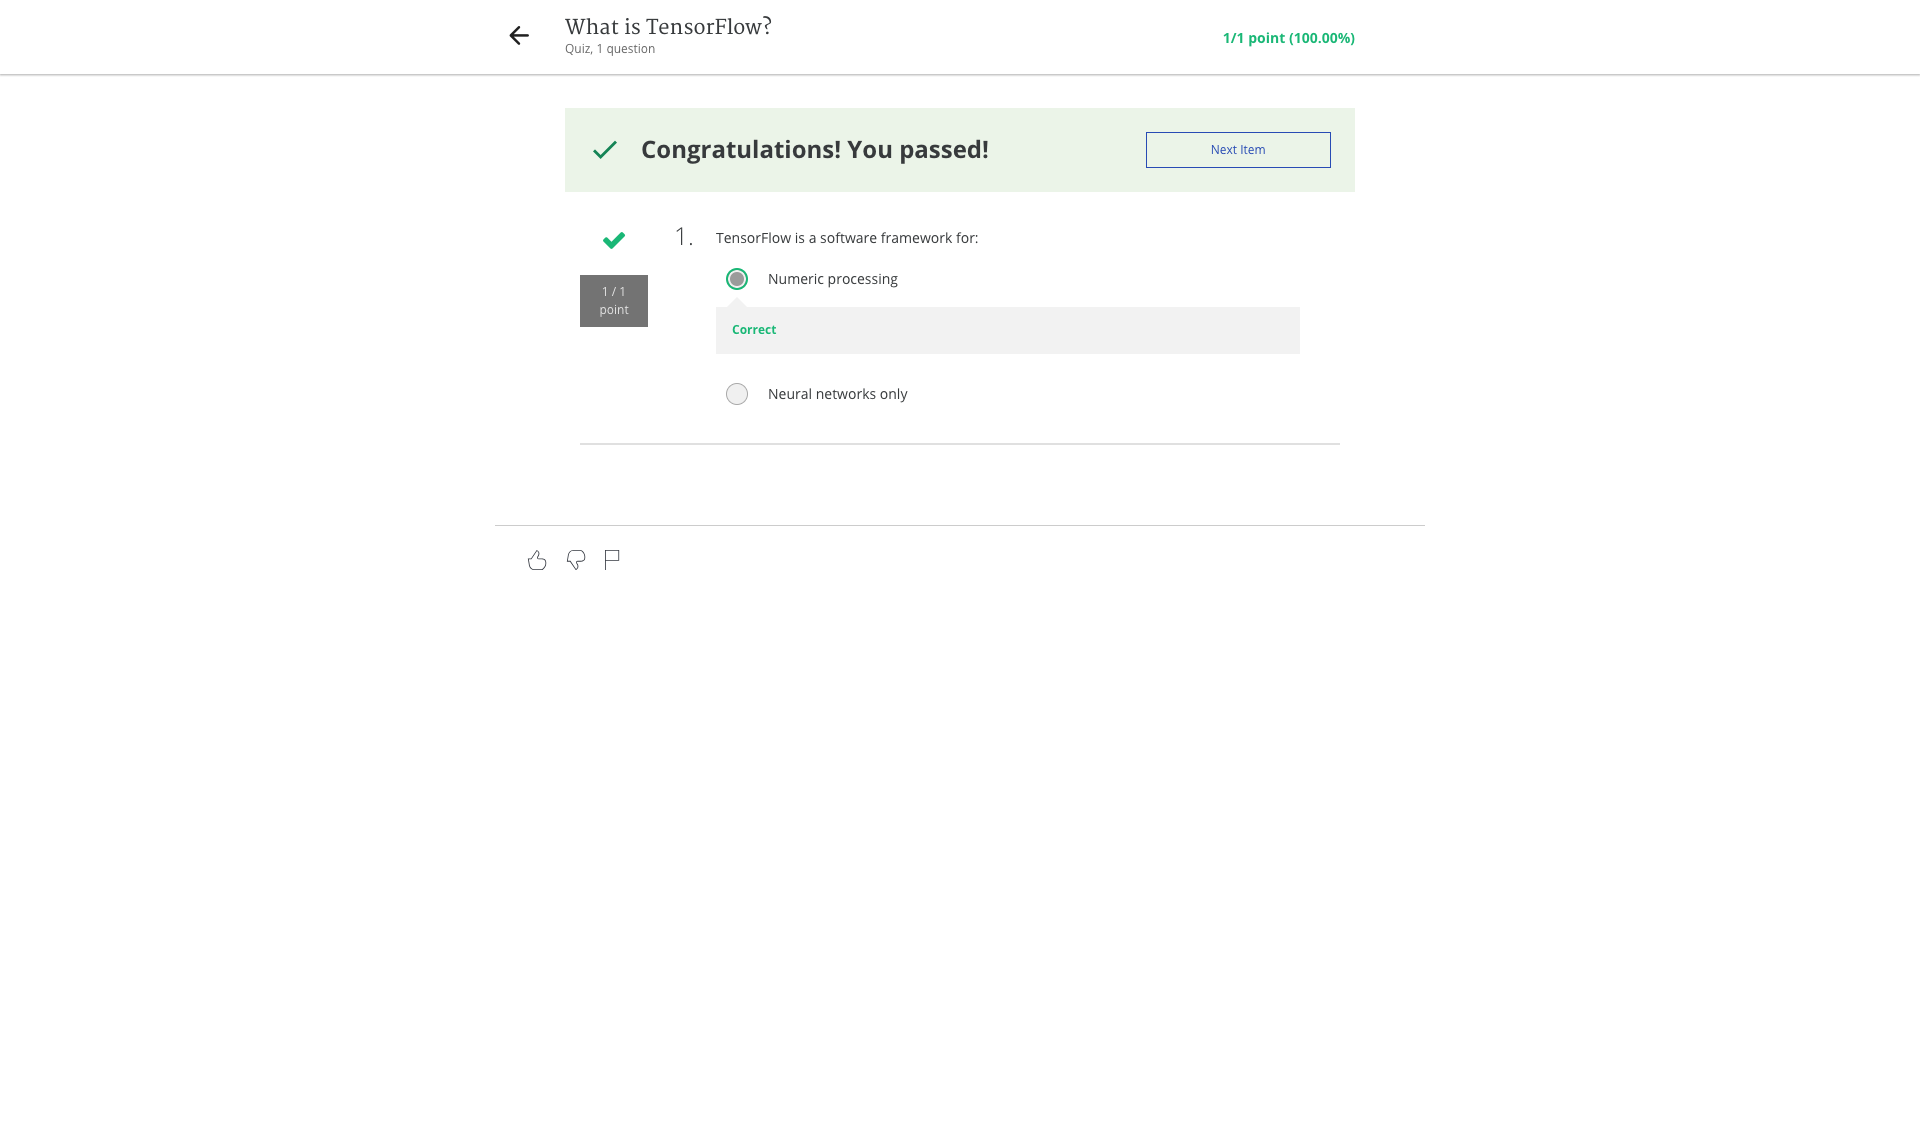 What is TensorFlow?
Quiz, 1 question
1/1 point (100.00%)
Congratulations! You passed!
Next Item
1. TensorFlow is a software framework for:
1 / 1
point
Numeric processing
Correct
Neural networks only